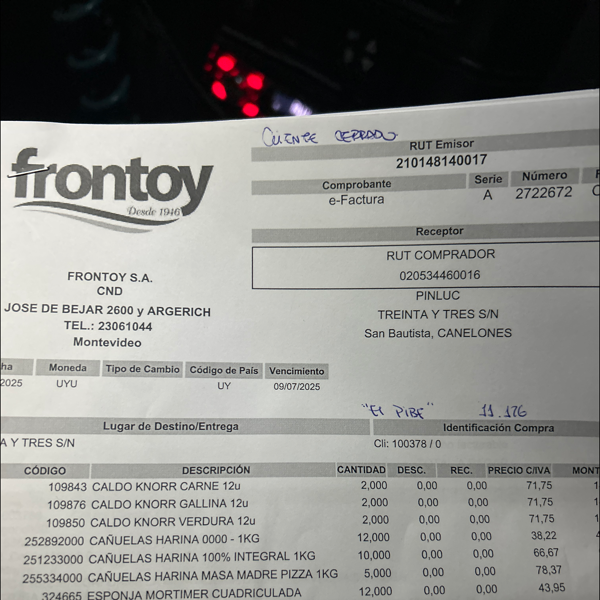 CLIENTE CERRADO
frontoy
Desde 1946
RUT Emisor
210148140017
Comprobante Serie Número
e-Factura A 2722672
Receptor
RUT COMPRADOR
020534460016
PINLUC
TREINTA Y TRES S/N
San Bautista, CANELONES
FRONTOY S.A.
CND
JOSE DE BEJAR 2600 y ARGERICH
TEL.: 23061044
Montevideo
ha Moneda Tipo de Cambio Código de País Vencimiento
2025 UYU UY 09/07/2025
"El PIBE" 11.176
Lugar de Destino/Entrega Identificación Compra
A Y TRES S/N Cli: 100378 / 0
CÓDIGO DESCRIPCIÓN CANTIDAD DESC. REC. PRECIO C/IVA MONT
109843 CALDO KNORR CARNE 12u 2,000 0,00 0,00 71,75
109876 CALDO KNORR GALLINA 12u 2,000 0,00 0,00 71,75
109850 CALDO KNORR VERDURA 12u 2,000 0,00 0,00 71,75
252892000 CAÑUELAS HARINA 0000 - 1KG 12,000 0,00 0,00 38,22
251233000 CAÑUELAS HARINA 100% INTEGRAL 1KG 10,000 0,00 0,00 66,67
255334000 CAÑUELAS HARINA MASA MADRE PIZZA 1KG 5,000 0,00 0,00 78,37
324665 ESPONJA MORTIMER CUADRICULADA 12,000 0,00 0,00 43,95